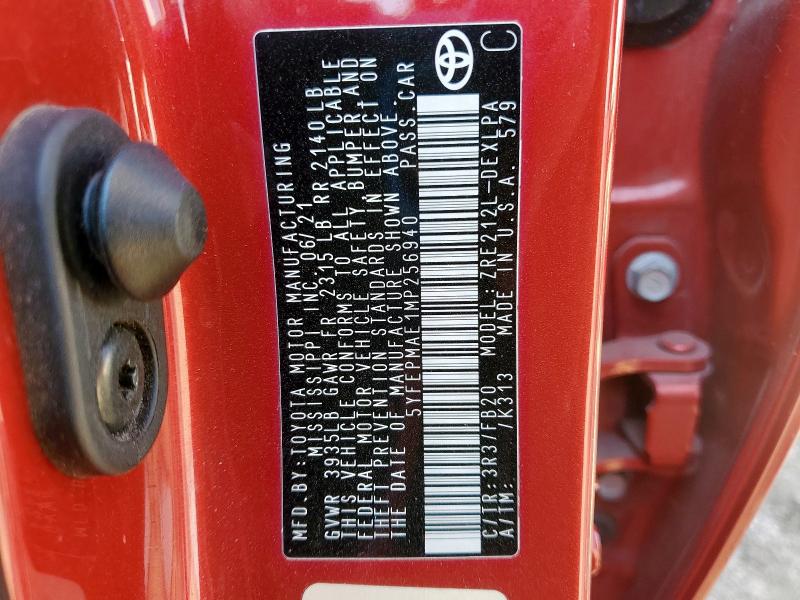 MFD. BY: TOYOTA MOTOR MANUFACTURING
MISSISSIPPI INC. 06/21
GVWR 3935LB GAWR FR 2315 LB RR 2140LB
THIS VEHICLE CONFORMS TO ALL APPLICABLE
FEDERAL MOTOR VEHICLE SAFETY, BUMPER, AND
THEFT PREVENTION STANDARDS IN EFFECT ON
THE DATE OF MANUFACTURE SHOWN ABOVE.
5YFEPMAE1MP256940 PASS. CAR
C/TR: 3R3/FB20 MODEL: ZRE212L-DEXLPA
A/TM: /K313 MADE IN U.S.A. 579
C